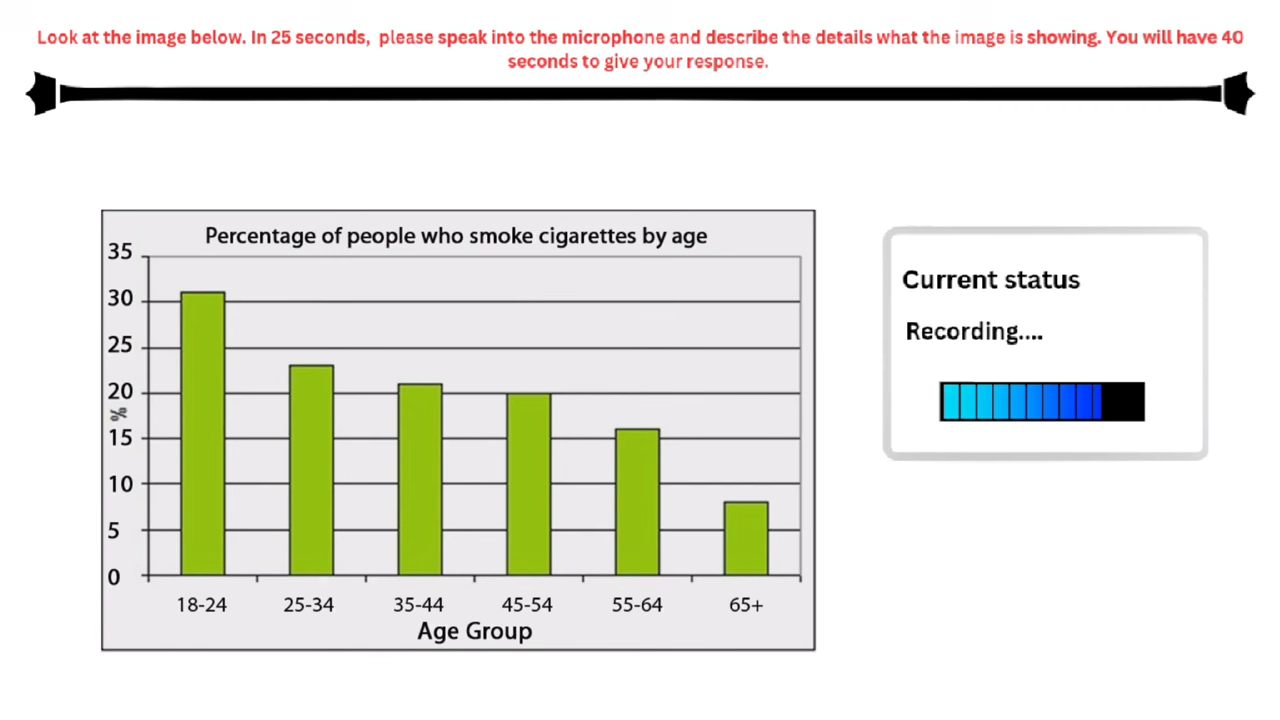 Look at the image below. In 25 seconds,  please speak into the microphone and describe the details what the image is showing. You will have 40
seconds to give your response.
Percentage of people who smoke cigarettes by age
35
30
25
20
%
15
10
5
0
18-24 25-34 35-44 45-54 55-64 65+
Age Group
Current status
Recording....